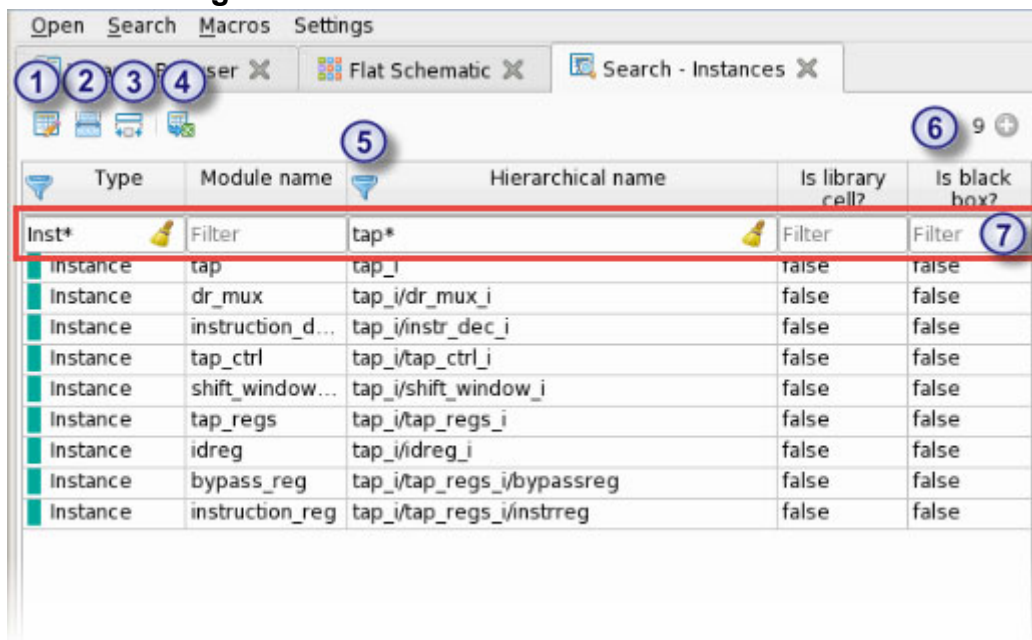 Open Search Macros Settings
Flat Schematic Search - Instances
1 2 3 4
5
6 9
Type Module name Hierarchical name Is library cell? Is black box?
Inst* Filter tap* Filter Filter 7
Instance tap tap_i false false
Instance dr_mux tap_i/dr_mux_i false false
Instance instruction_d... tap_i/instr_dec_i false false
Instance tap_ctrl tap_i/tap_ctrl_i false false
Instance shift_window... tap_i/shift_window_i false false
Instance tap_regs tap_i/tap_regs_i false false
Instance idreg tap_i/idreg_i false false
Instance bypass_reg tap_i/tap_regs_i/bypassreg false false
Instance instruction_reg tap_i/tap_regs_i/instrreg false false